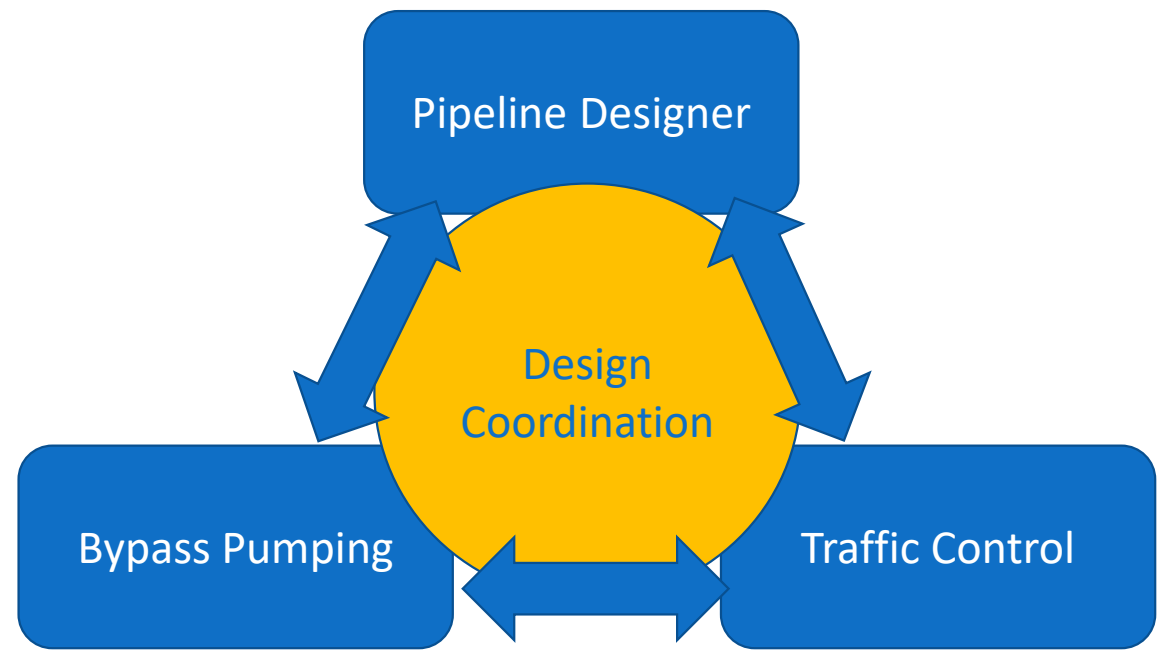 Pipeline Designer
Design
Coordination
Bypass Pumping
Traffic Control